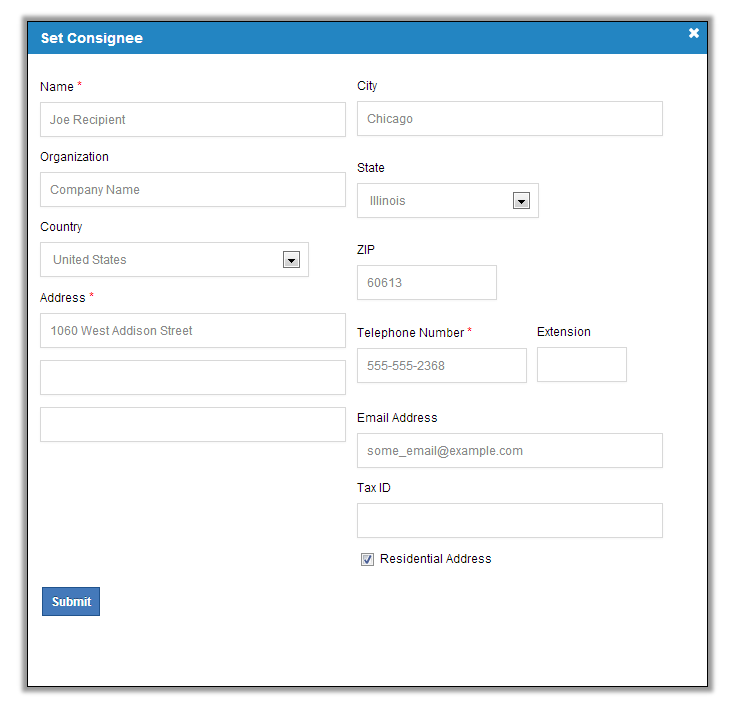 Set Consignee
Name *
Joe Recipient
Organization
Company Name
Country
United States
Address *
1060 West Addison Street
City
Chicago
State
Illinois
ZIP
60613
Telephone Number * Extension
555-555-2368
Email Address
some_email@example.com
Tax ID
Residential Address
Submit